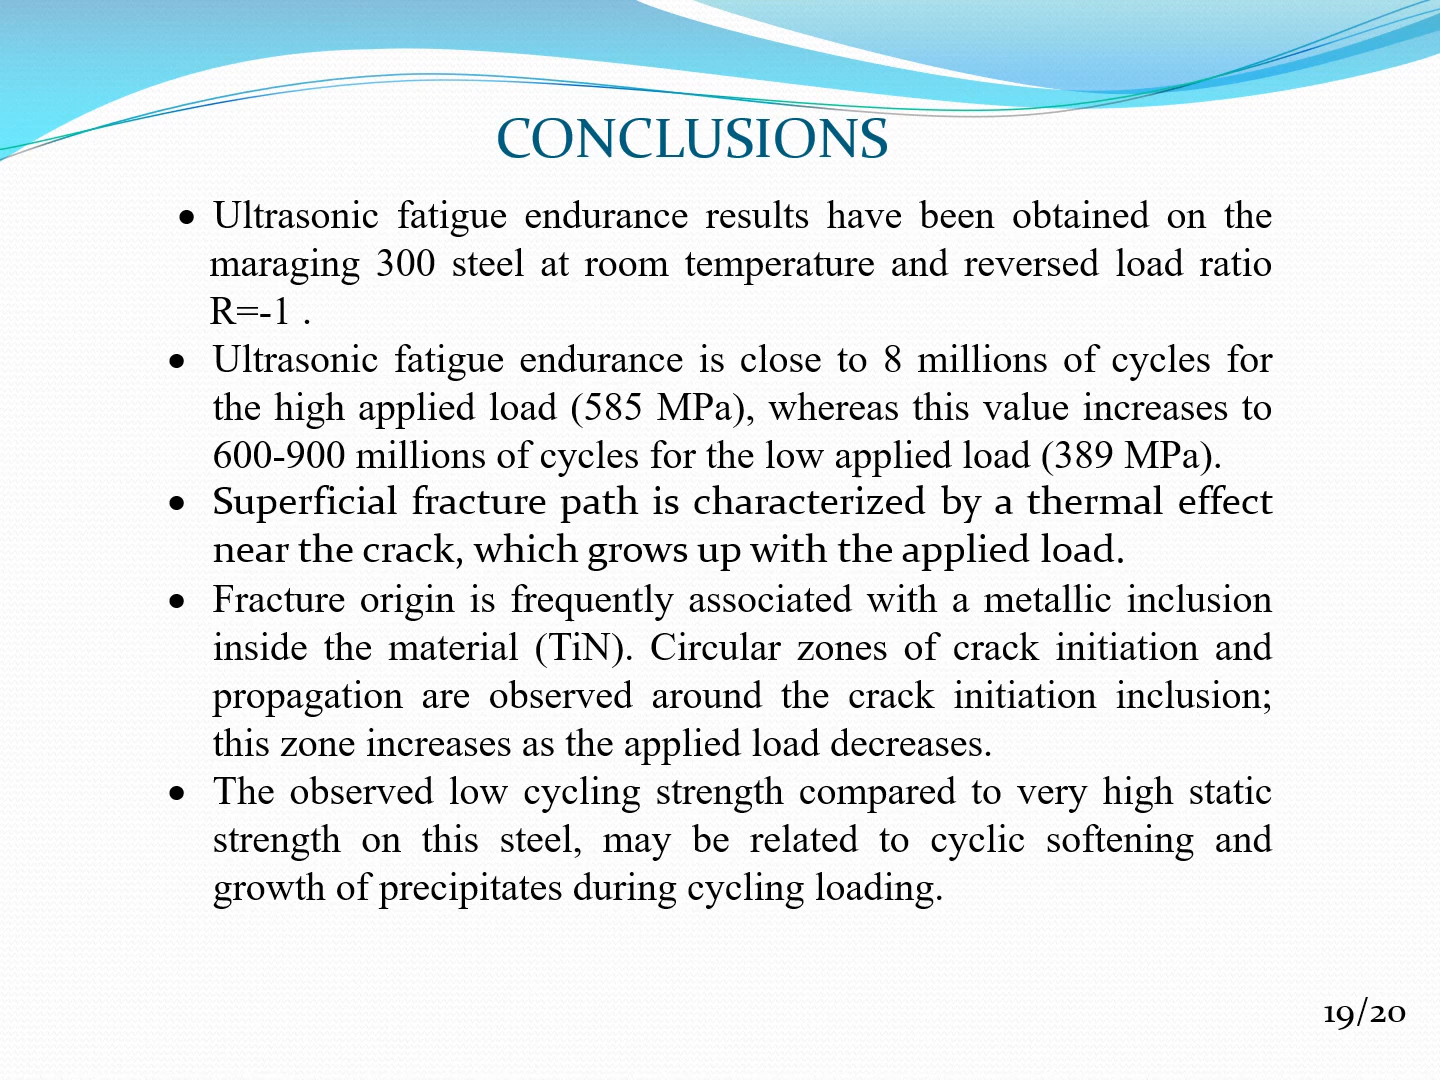 CONCLUSIONS
• Ultrasonic fatigue endurance results have been obtained on the
maraging 300 steel at room temperature and reversed load ratio
R=-1 .
• Ultrasonic fatigue endurance is close to 8 millions of cycles for
the high applied load (585 MPa), whereas this value increases to
600-900 millions of cycles for the low applied load (389 MPa).
• Superficial fracture path is characterized by a thermal effect
near the crack, which grows up with the applied load.
• Fracture origin is frequently associated with a metallic inclusion
inside the material (TiN). Circular zones of crack initiation and
propagation are observed around the crack initiation inclusion;
this zone increases as the applied load decreases.
• The observed low cycling strength compared to very high static
strength on this steel, may be related to cyclic softening and
growth of precipitates during cycling loading.
19/20